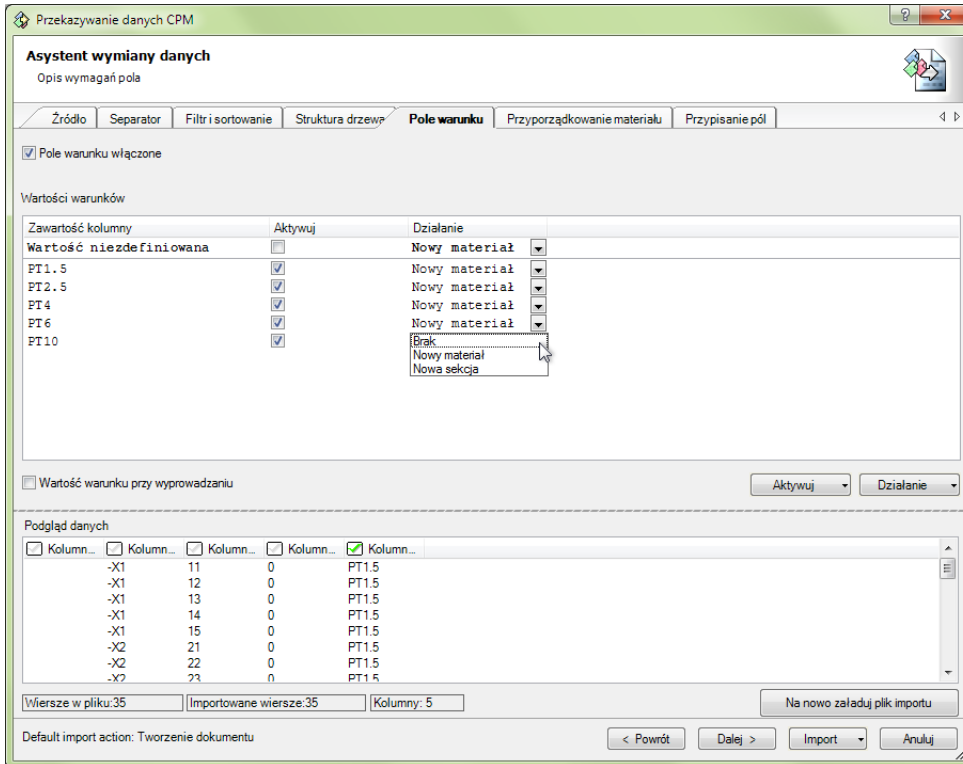 Przekazywanie danych CPM
Asystent wymiany danych
Opis wymagań pola
Źródło Separator Filtr i sortowanie Struktura drzewa Pole warunku Przyporządkowanie materiału Przypisanie pól
Pole warunku włączone
Wartości warunków
Zawartość kolumny Aktywuj Działanie
Wartość niezdefiniowana Nowy materiał
PT1.5 Nowy materiał
PT2.5 Nowy materiał
PT4 Nowy materiał
PT6 Nowy materiał
PT10 Brak
Nowy materiał
Nowa sekcja
Wartość warunku przy wyprowadzaniu Aktywuj Działanie
Podgląd danych
Kolumn... Kolumn... Kolumn... Kolumn... Kolumn...
-X1 11 0 PT1.5
-X1 12 0 PT1.5
-X1 13 0 PT1.5
-X1 14 0 PT1.5
-X1 15 0 PT1.5
-X2 21 0 PT1.5
-X2 22 0 PT1.5
-X2 23 0 PT1.5
Wiersze w pliku:35 Importowane wiersze:35 Kolumny: 5 Na nowo załaduj plik importu
Default import action: Tworzenie dokumentu < Powrót Dalej > Import Anuluj